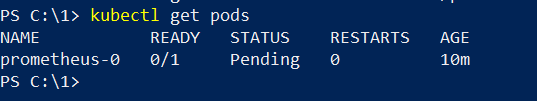 PS C:\1> kubectl get pods
NAME           READY   STATUS    RESTARTS   AGE
prometheus-0   0/1     Pending   0          10m
PS C:\1>